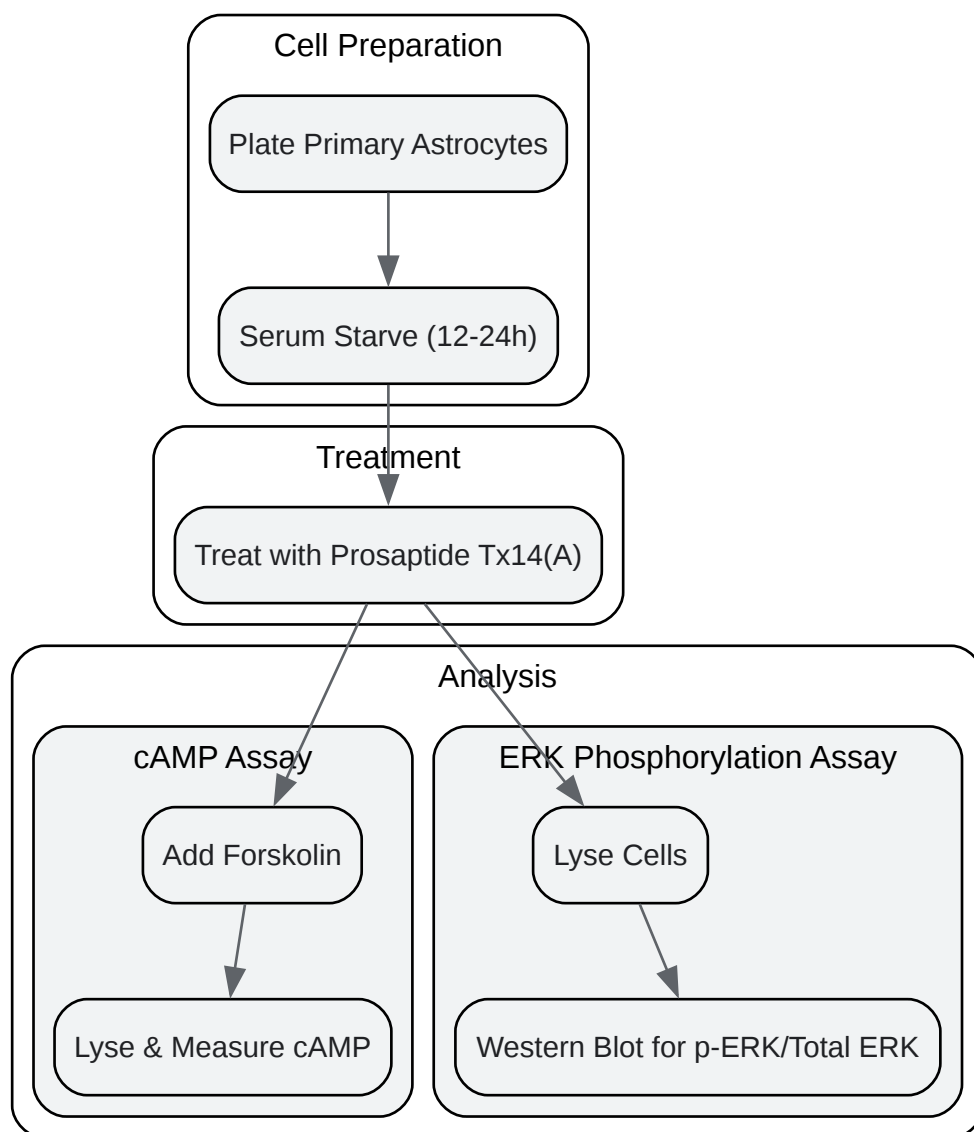 Cell Preparation
Plate Primary Astrocytes
Serum Starve (12-24h)
Treatment
Treat with Prosaptide Tx14(A)
Analysis
cAMP Assay
Add Forskolin
Lyse & Measure cAMP
ERK Phosphorylation Assay
Lyse Cells
Western Blot for p-ERK/Total ERK